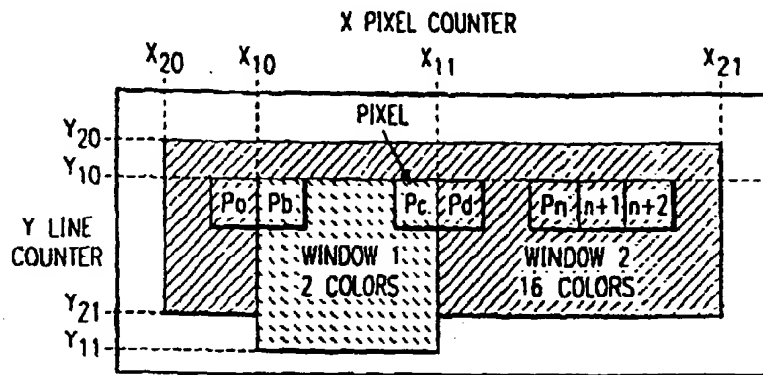 X PIXEL COUNTER
X20 X10 X11 X21
PIXEL
Y20
Y10
Pa Pb Pc Pd Pn n+1 n+2
Y LINE
COUNTER
WINDOW 1
2 COLORS
WINDOW 2
16 COLORS
Y21
Y11